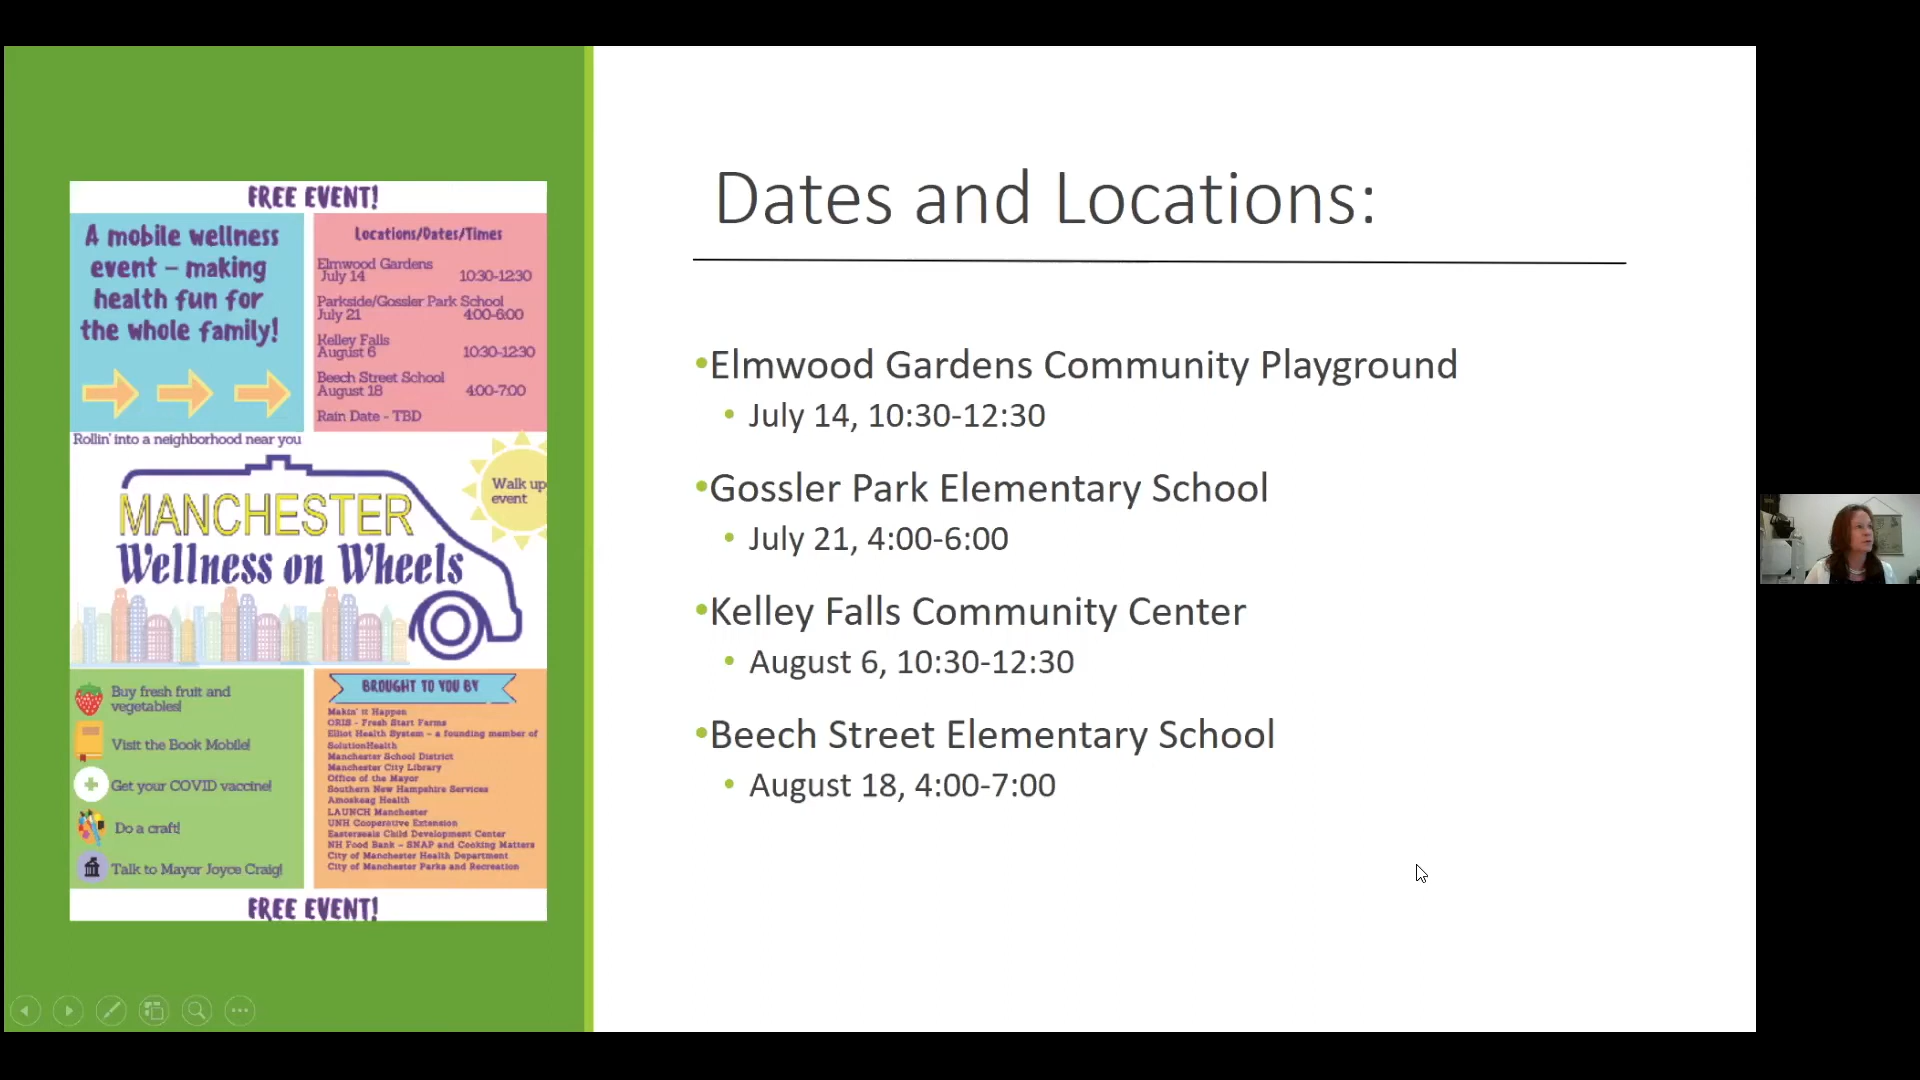 FREE EVENT!
A mobile wellness
event – making
health fun for
the whole family!
Locations/Dates/Times
Elmwood Gardens
July 14 10:30-12:30
Parkside/Gossler Park School
July 21 4:00-6:00
Kelley Falls
August 6 10:30-12:30
Beech Street School
August 18 4:00-7:00
Rain Date - TBD
Rollin' into a neighborhood near you
Walk up
event
MANCHESTER
Wellness on Wheels
Buy fresh fruit and
vegetables!
Visit the Book Mobile!
Get your COVID vaccine!
Do a craft!
Talk to Mayor Joyce Craig!
BROUGHT TO YOU BY
Makin' it Happen
ORIS - Fresh Start Farms
Elliot Health System – a founding member of
SolutionHealth
Manchester School District
Manchester City Library
Office of the Mayor
Southern New Hampshire Services
Amoskeag Health
LAUNCH Manchester
UNH Cooperative Extension
Easterseals Child Development Center
NH Food Bank – SNAP and Cooking Matters
City of Manchester Health Department
City of Manchester Parks and Recreation
FREE EVENT!
Dates and Locations:
•Elmwood Gardens Community Playground
• July 14, 10:30-12:30
•Gossler Park Elementary School
• July 21, 4:00-6:00
•Kelley Falls Community Center
• August 6, 10:30-12:30
•Beech Street Elementary School
• August 18, 4:00-7:00